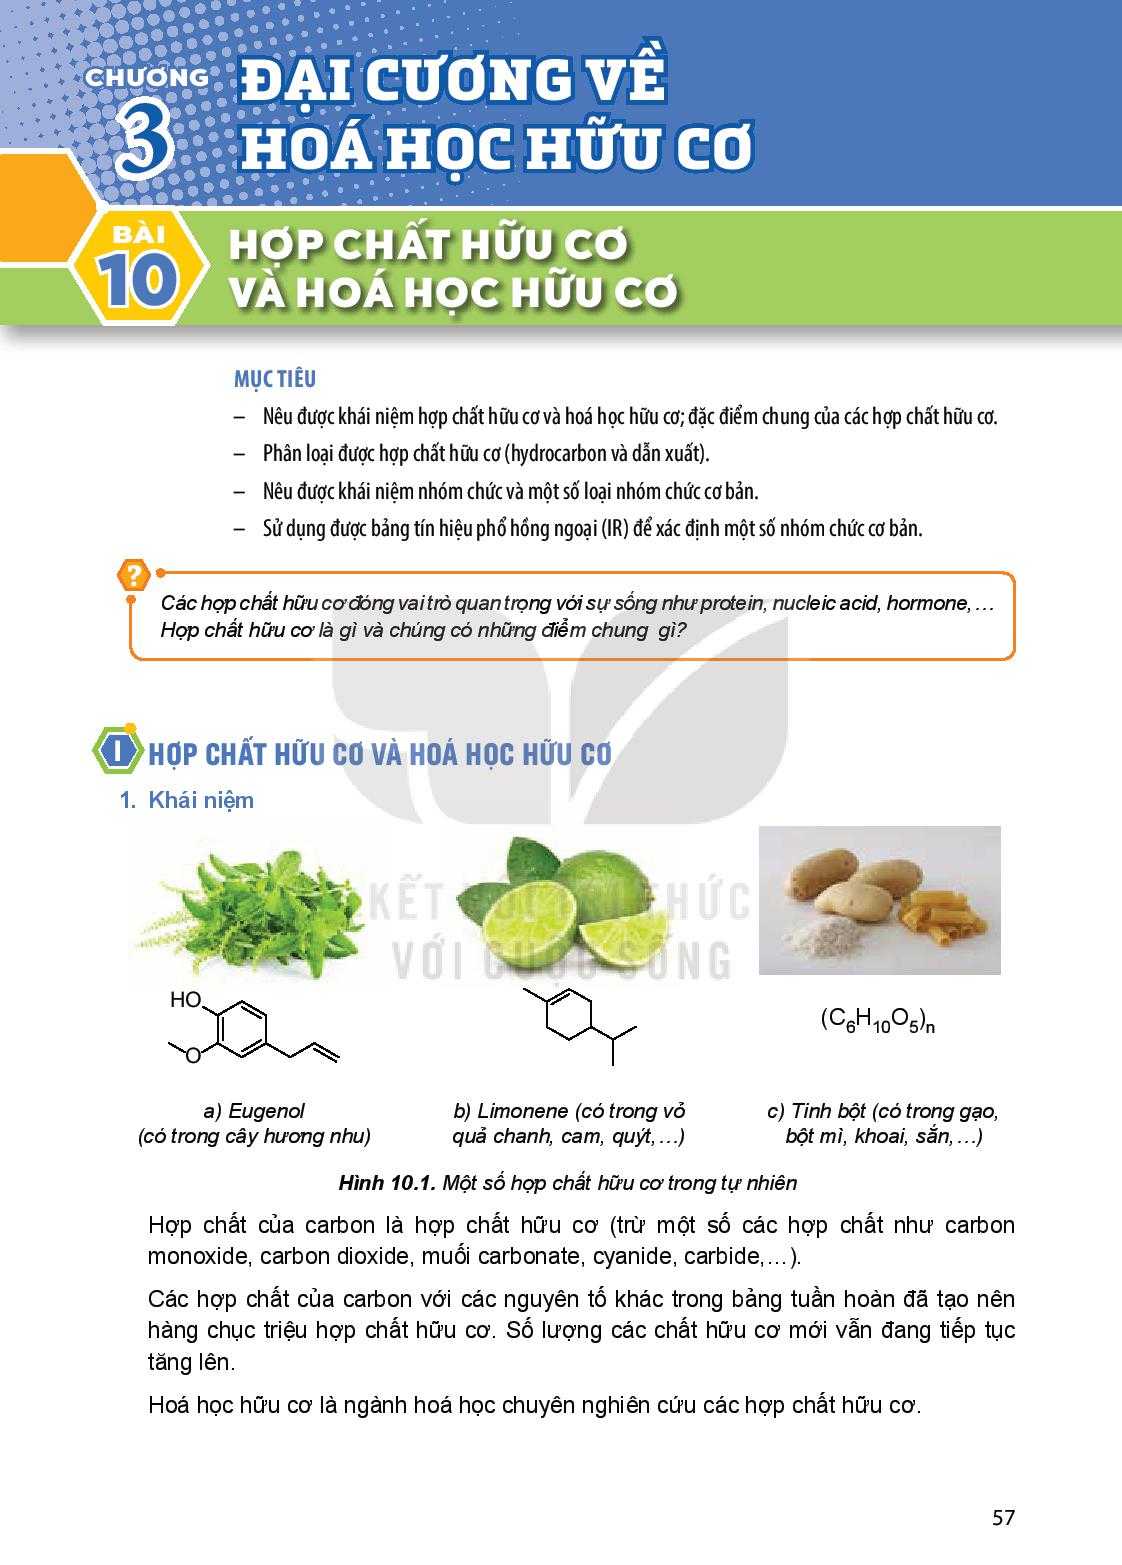 CHƯƠNG
3
ĐẠI CƯƠNG VỀ
HOÁ HỌC HỮU CƠ
BÀI
10
HỢP CHẤT HỮU CƠ
VÀ HOÁ HỌC HỮU CƠ
MỤC TIÊU
– Nêu được khái niệm hợp chất hữu cơ và hoá học hữu cơ; đặc điểm chung của các hợp chất hữu cơ.
– Phân loại được hợp chất hữu cơ (hydrocarbon và dẫn xuất).
– Nêu được khái niệm nhóm chức và một số loại nhóm chức cơ bản.
– Sử dụng được bảng tín hiệu phổ hồng ngoại (IR) để xác định một số nhóm chức cơ bản.
?
Các hợp chất hữu cơ đóng vai trò quan trọng với sự sống như protein, nucleic acid, hormone,…
Hợp chất hữu cơ là gì và chúng có những điểm chung gì?
I HỢP CHẤT HỮU CƠ VÀ HOÁ HỌC HỮU CƠ
1. Khái niệm
KẾT NỐI TRI THỨC
VỚI CUỘC SỐNG
HO
O
(C6H10O5)n
a) Eugenol
(có trong cây hương nhu)
b) Limonene (có trong vỏ
quả chanh, cam, quýt,…)
c) Tinh bột (có trong gạo,
bột mì, khoai, sắn,…)
Hình 10.1. Một số hợp chất hữu cơ trong tự nhiên
Hợp chất của carbon là hợp chất hữu cơ (trừ một số các hợp chất như carbon
monoxide, carbon dioxide, muối carbonate, cyanide, carbide,…).
Các hợp chất của carbon với các nguyên tố khác trong bảng tuần hoàn đã tạo nên
hàng chục triệu hợp chất hữu cơ. Số lượng các chất hữu cơ mới vẫn đang tiếp tục
tăng lên.
Hoá học hữu cơ là ngành hoá học chuyên nghiên cứu các hợp chất hữu cơ.
57